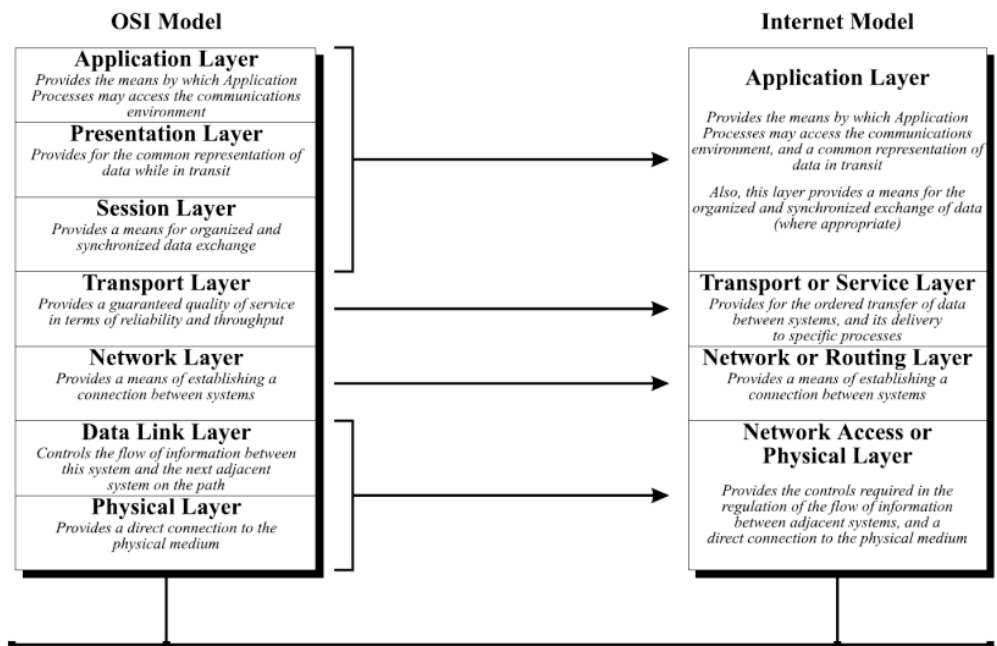 OSI Model
Application Layer
Provides the means by which Application
Processes may access the communications
environment
Presentation Layer
Provides for the common representation of
data while in transit
Session Layer
Provides a means for organized and
synchronized data exchange
Transport Layer
Provides a guaranteed quality of service
in terms of reliability and throughput
Network Layer
Provides a means of establishing a
connection between systems
Data Link Layer
Controls the flow of information between
this system and the next adjacent
system on the path
Physical Layer
Provides a direct connection to the
physical medium
Internet Model
Application Layer
Provides the means by which Application
Processes may access the communications
environment, and a common representation of
data in transit
Also, this layer provides a means for the
organized and synchronized exchange of data
(where appropriate)
Transport or Service Layer
Provides for the ordered transfer of data
between systems, and its delivery
to specific processes
Network or Routing Layer
Provides a means of establishing a
connection between systems
Network Access or
Physical Layer
Provides the controls required in the
regulation of the flow of information
between adjacent systems, and a
direct connection to the physical medium